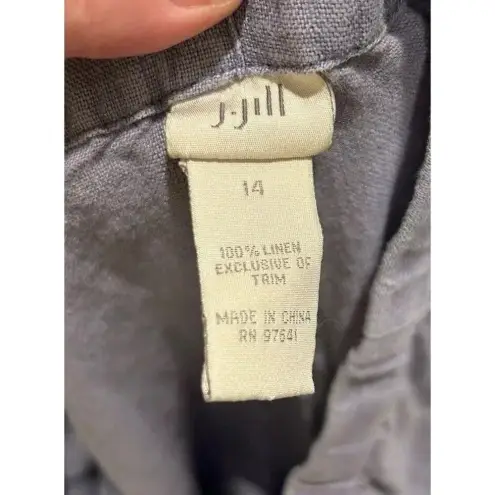 J.Jill
14
100% LINEN
EXCLUSIVE OF
TRIM
MADE IN CHINA
RN 97641